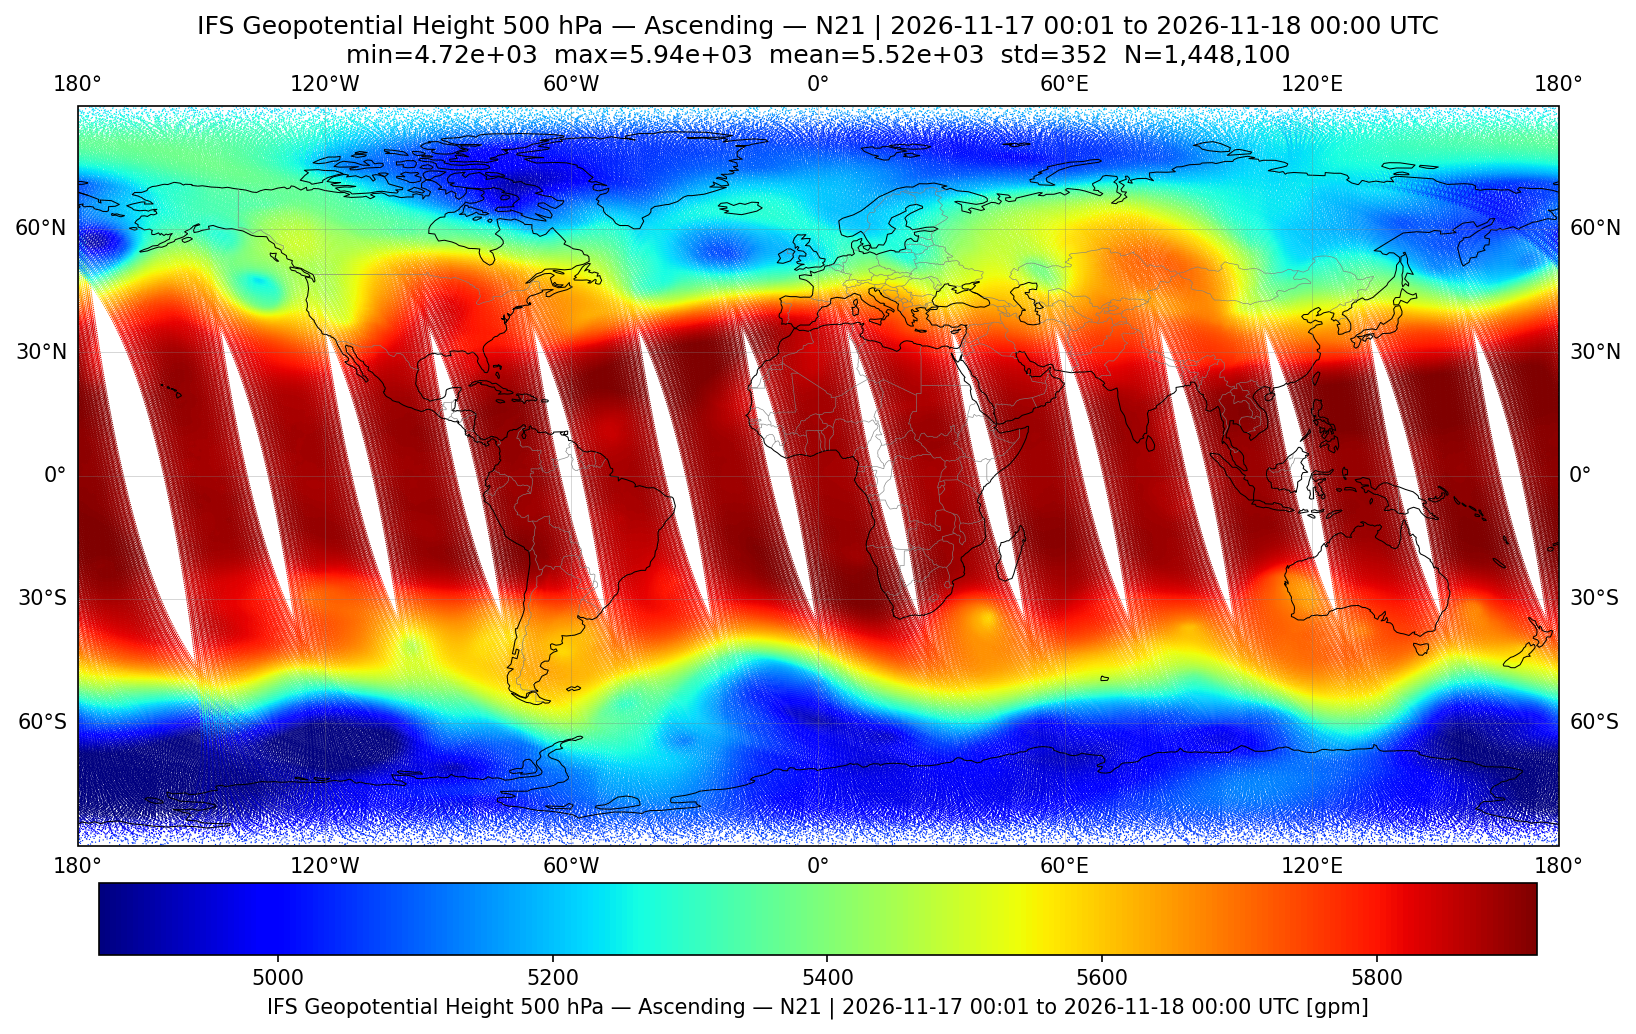 IFS Geopotential Height 500 hPa — Ascending — N21 | 2026-11-17 00:01 to 2026-11-18 00:00 UTC
min=4.72e+03  max=5.94e+03  mean=5.52e+03  std=352  N=1,448,100
180° 120°W 60°W 0° 60°E 120°E 180°
60°N 60°N
30°N 30°N
0° 0°
30°S 30°S
60°S 60°S
180° 120°W 60°W 0° 60°E 120°E 180°
5000 5200 5400 5600 5800
IFS Geopotential Height 500 hPa — Ascending — N21 | 2026-11-17 00:01 to 2026-11-18 00:00 UTC [gpm]